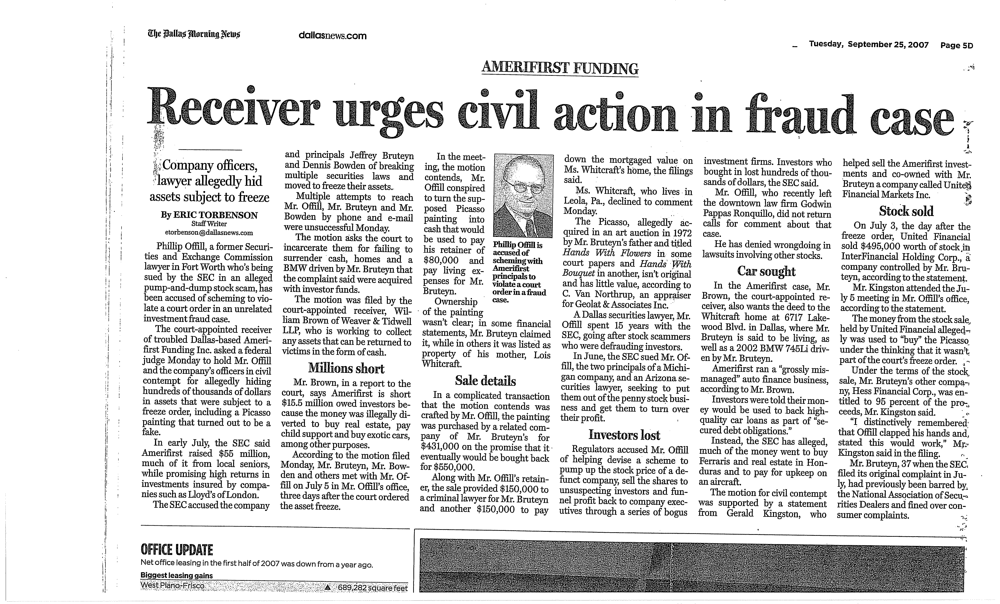 The Dallas Morning News
dallasnews.com
Tuesday, September 25, 2007 Page 5D
AMERIFIRST FUNDING
Receiver urges civil action in fraud case
Company officers,
lawyer allegedly hid
assets subject to freeze
By ERIC TORBENSON
Staff Writer
etorbenson@dallasnews.com
Phillip Offill, a former Securi-
ties and Exchange Commission
lawyer in Fort Worth who's being
sued by the SEC in an alleged
pump-and-dump stock scam, has
been accused of scheming to vio-
late a court order in an unrelated
investment fraud case.
The court-appointed receiver
of troubled Dallas-based Ameri-
first Funding Inc. asked a federal
judge Monday to hold Mr. Offill
and the company's officers in civil
contempt for allegedly hiding
hundreds of thousands of dollars
in assets that were subject to a
freeze order, including a Picasso
painting that turned out to be a
fake.
In early July, the SEC said
Amerifirst raised $55 million,
much of it from local seniors,
while promising high returns in
investments insured by compa-
nies such as Lloyd's of London.
The SEC accused the company
and principals Jeffrey Bruteyn
and Dennis Bowden of breaking
multiple securities laws and
moved to freeze their assets.
Multiple attempts to reach
Mr. Offill, Mr. Bruteyn and Mr.
Bowden by phone and e-mail
were unsuccessful Monday.
The motion asks the court to
incarcerate them for failing to
surrender cash, homes and a
BMW driven by Mr. Bruteyn that
the complaint said were acquired
with investor funds.
The motion was filed by the
court-appointed receiver, Wil-
liam Brown of Weaver & Tidwell
LLP, who is working to collect
any assets that can be returned to
victims in the form of cash.
Millions short
Mr. Brown, in a report to the
court, says Amerifirst is short
$15.5 million owed investors be-
cause the money was illegally di-
verted to buy real estate, pay
child support and buy exotic cars,
among other purposes.
According to the motion filed
Monday, Mr. Bruteyn, Mr. Bow-
den and others met with Mr. Of-
fill on July 5 in Mr. Offill's office,
three days after the court ordered
the asset freeze.
In the meet-
ing, the motion
contends, Mr.
Offill conspired
to turn the sup-
posed Picasso
painting into
cash that would
be used to pay
his retainer of
$80,000 and
pay living ex-
penses for Mr.
Bruteyn.
Ownership
of the painting
wasn't clear; in some financial
statements, Mr. Bruteyn claimed
it, while in others it was listed as
property of his mother, Lois
Whitcraft.
Phillip Offill is
accused of
scheming with
Amerifirst
principals to
violate a court
order in a fraud
case.
Sale details
In a complicated transaction
that the motion contends was
crafted by Mr. Offill, the painting
was purchased by a related com-
pany of Mr. Bruteyn's for
$431,000 on the promise that it
eventually would be bought back
for $550,000.
Along with Mr. Offill's retain-
er, the sale provided $150,000 to
a criminal lawyer for Mr. Bruteyn
and another $150,000 to pay
down the mortgaged value on
Ms. Whitcraft's home, the filings
said.
Ms. Whitcraft, who lives in
Leola, Pa., declined to comment
Monday.
The Picasso, allegedly ac-
quired in an art auction in 1972
by Mr. Bruteyn's father and titled
Hands With Flowers in some
court papers and Hands With
Bouquet in another, isn't original
and has little value, according to
C. Van Northrup, an appraiser
for Geolat & Associates Inc.
A Dallas securities lawyer, Mr.
Offill spent 15 years with the
SEC, going after stock scammers
who were defrauding investors.
In June, the SEC sued Mr. Of-
fill, the two principals of a Michi-
gan company, and an Arizona se-
curities lawyer, seeking to put
them out of the penny stock busi-
ness and get them to turn over
their profit.
Investors lost
Regulators accused Mr. Offill
of helping devise a scheme to
pump up the stock price of a de-
funct company, sell the shares to
unsuspecting investors and fun-
nel profit back to company exec-
utives through a series of bogus
investment firms. Investors who
bought in lost hundreds of thou-
sands of dollars, the SEC said.
Mr. Offill, who recently left
the downtown law firm Godwin
Pappas Ronquillo, did not return
calls for comment about that
case.
He has denied wrongdoing in
lawsuits involving other stocks.
Car sought
In the Amerifirst case, Mr.
Brown, the court-appointed re-
ceiver, also wants the deed to the
Whitcraft home at 6717 Lake-
wood Blvd. in Dallas, where Mr.
Bruteyn is said to be living, as
well as a 2002 BMW 745Li driv-
en by Mr. Bruteyn.
Amerifirst ran a "grossly mis-
managed" auto finance business,
according to Mr. Brown.
Investors were told their mon-
ey would be used to back high-
quality car loans as part of "se-
cured debt obligations."
Instead, the SEC has alleged,
much of the money went to buy
Ferraris and real estate in Hon-
duras and to pay for upkeep on
an aircraft.
The motion for civil contempt
was supported by a statement
from Gerald Kingston, who
helped sell the Amerifirst invest-
ments and co-owned with Mr.
Bruteyn a company called United
Financial Markets Inc.
Stock sold
On July 3, the day after the
freeze order, United Financial
sold $495,000 worth of stock in
InterFinancial Holding Corp., a
company controlled by Mr. Bru-
teyn, according to the statement.
Mr. Kingston attended the Ju-
ly 5 meeting in Mr. Offill's office,
according to the statement.
The money from the stock sale
held by United Financial alleged-
ly was used to "buy" the Picasso
under the thinking that it wasn't
part of the court's freeze order.
Under the terms of the stock
sale, Mr. Bruteyn's other compa-
ny, Hess Financial Corp., was en-
titled to 95 percent of the pro-
ceeds, Mr. Kingston said.
"I distinctively remembered
that Offill clapped his hands and
stated this would work," Mr.
Kingston said in the filing.
Mr. Bruteyn, 37 when the SEC
filed its original complaint in Ju-
ly, had previously been barred by
the National Association of Secu-
rities Dealers and fined over con-
sumer complaints.
OFFICE UPDATE
Net office leasing in the first half of 2007 was down from a year ago.
Biggest leasing gains
West Plano-Frisco ▲ 689,282 square feet